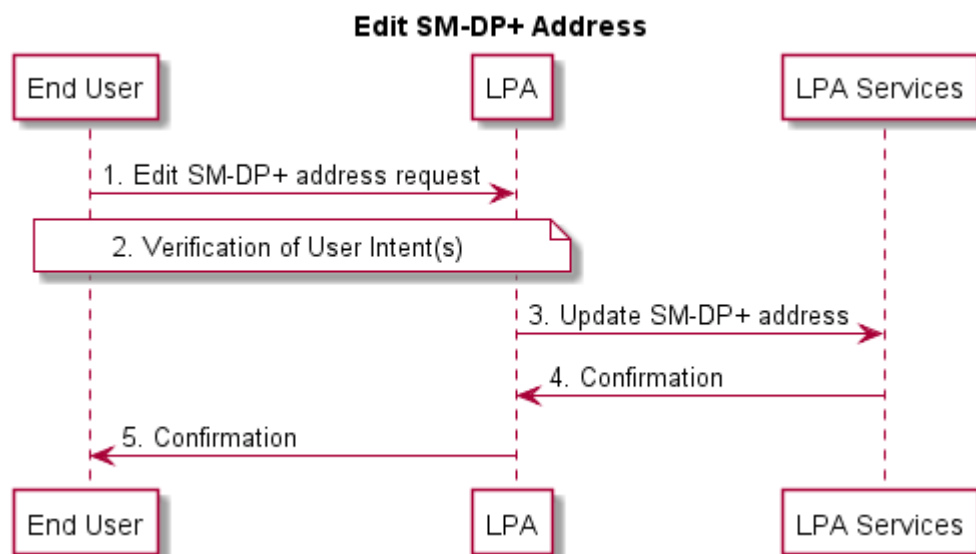 Edit SM-DP+ Address
End User
LPA
LPA Services
1. Edit SM-DP+ address request
2. Verification of User Intent(s)
3. Update SM-DP+ address
4. Confirmation
5. Confirmation
End User
LPA
LPA Services